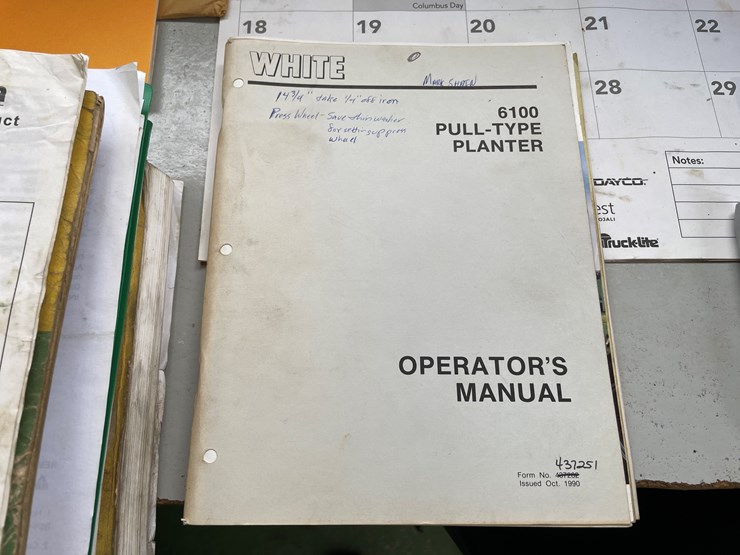 Columbus Day
18
19
20
21
22
28
29
WHITE
14 3/4" take 1/4" off iron
Press Wheel - Save thin washer
6100
PULL-TYPE
PLANTER
OPERATOR'S
MANUAL
437251
Form No.
Issued Oct. 1990
ct
DAYCO.
est
Truck-Lite
Notes: